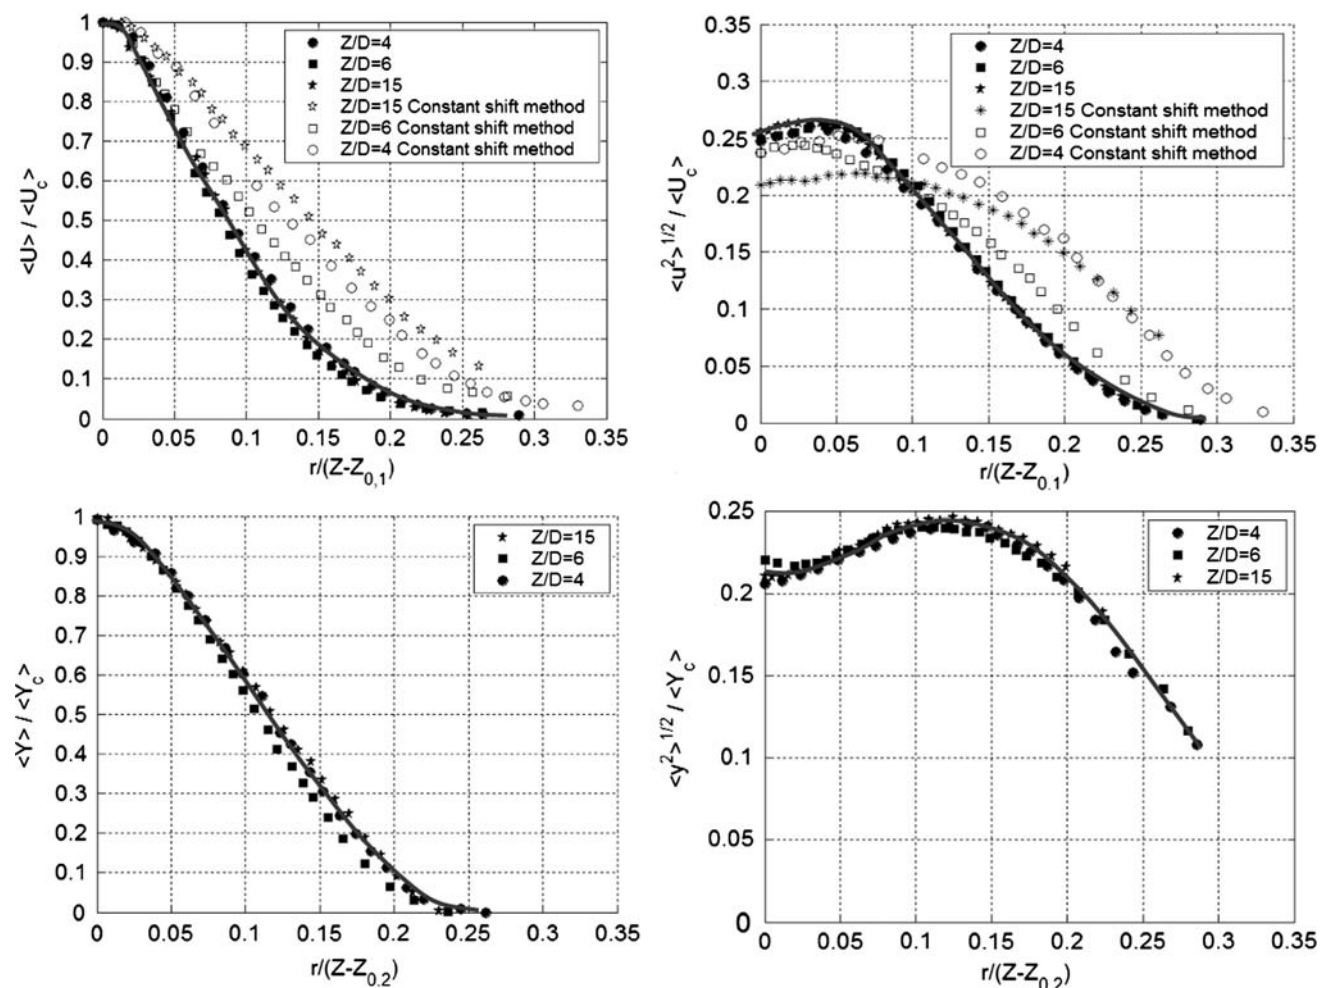 1
0.9
0.8
0.7
0.6
0.5
0.4
0.3
0.2
0.1
0
<U> / <U_c>
Z/D=4
Z/D=6
Z/D=15
Z/D=15 Constant shift method
Z/D=6 Constant shift method
Z/D=4 Constant shift method
0 0.05 0.1 0.15 0.2 0.25 0.3 0.35
r/(Z-Z_0,1)
0.35
0.3
0.25
0.2
0.15
0.1
0.05
0
<u²>^1/2 / <U_c>
Z/D=4
Z/D=6
Z/D=15
Z/D=15 Constant shift method
Z/D=6 Constant shift method
Z/D=4 Constant shift method
0 0.05 0.1 0.15 0.2 0.25 0.3 0.35
r/(Z-Z_0.1)
1
0.9
0.8
0.7
0.6
0.5
0.4
0.3
0.2
0.1
0
<Y> / <Y_c>
Z/D=15
Z/D=6
Z/D=4
0 0.05 0.1 0.15 0.2 0.25 0.3 0.35
r/(Z-Z_0.2)
0.25
0.2
0.15
0.1
0.05
0
<y²>^1/2 / <Y_c>
Z/D=4
Z/D=6
Z/D=15
0 0.05 0.1 0.15 0.2 0.25 0.3 0.35
r/(Z-Z_0.2)